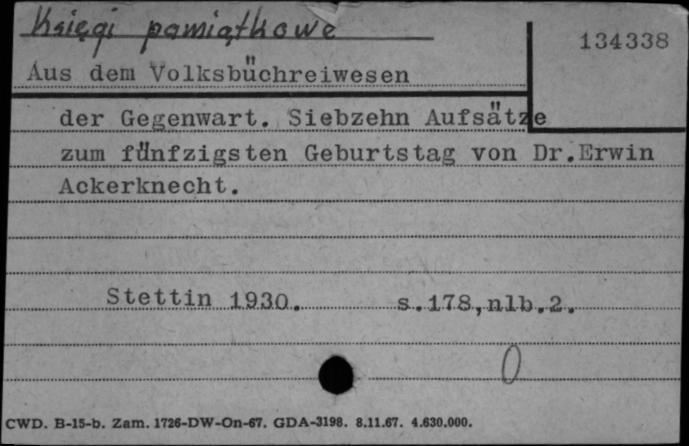 Księgi pamiątkowe
134338
Aus dem Volksbüchreiwesen
der Gegenwart. Siebzehn Aufsätze
zum fünfzigsten Geburtstag von Dr.Erwin
Ackerknecht.
Stettin 1930. s.178,nlb.2.
0
CWD. B-15-b. Zam. 1726-DW-On-67. GDA-3198. 8.11.67. 4.630.000.